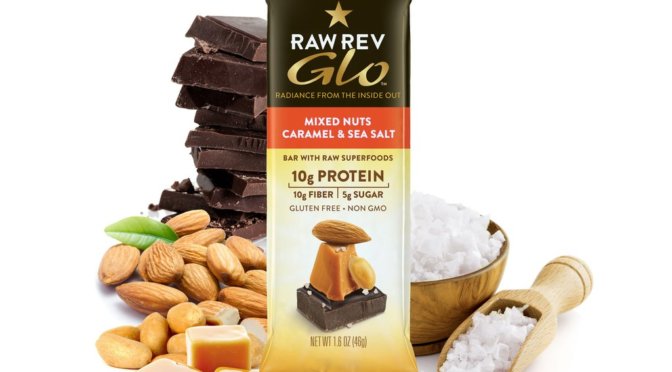 RAW REV
Glo™
RADIANCE FROM THE INSIDE OUT
MIXED NUTS
CARAMEL & SEA SALT
BAR WITH RAW SUPERFOODS
10g PROTEIN
10g FIBER | 5g SUGAR
GLUTEN FREE • NON GMO
NET WT 1.6 OZ (46g)